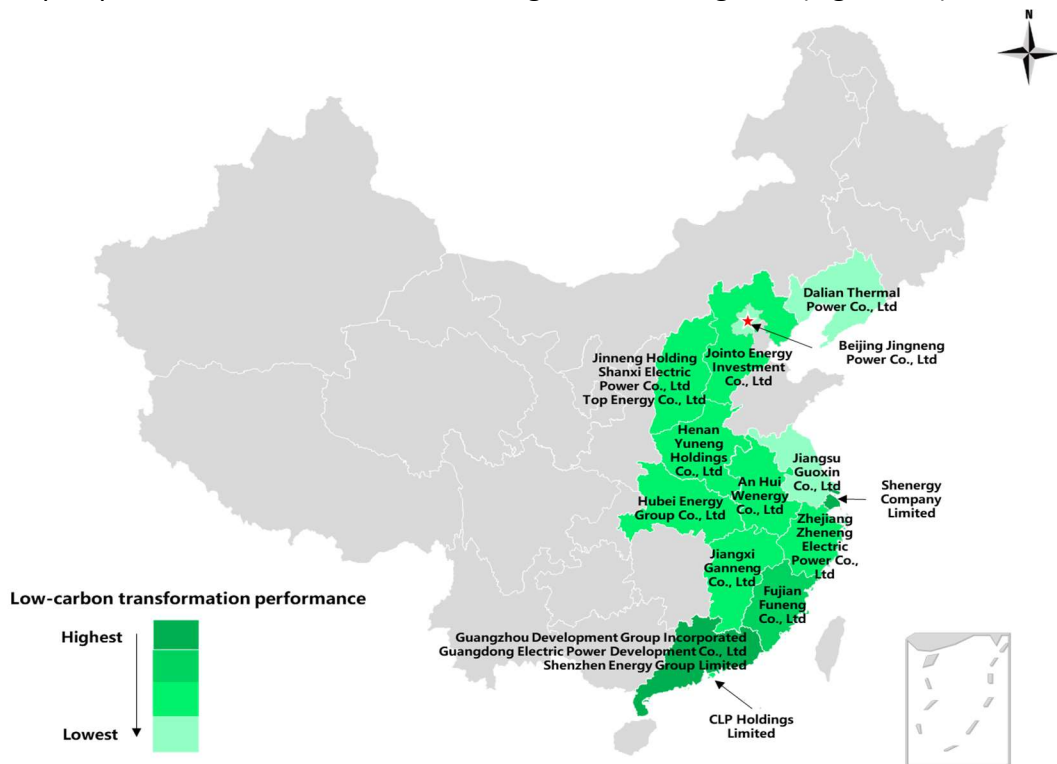 N
Dalian Thermal
Power Co., Ltd
Beijing Jingneng
Power Co., Ltd
Jinneng Holding
Shanxi Electric
Power Co., Ltd
Top Energy Co., Ltd
Jointo Energy
Investment
Co., Ltd
Henan
Yuneng
Holdings
Co., Ltd
Jiangsu
Guoxin
Co., Ltd
An Hui
Wenergy
Co., Ltd
Shenergy
Company
Limited
Hubei Energy
Group Co., Ltd
Zhejiang
Zheneng
Electric
Power Co.,
Ltd
Jiangxi
Ganneng
Co., Ltd
Fujian
Funeng
Co., Ltd
Low-carbon transformation performance
Highest
Lowest
Guangzhou Development Group Incorporated
Guangdong Electric Power Development Co., Ltd
Shenzhen Energy Group Limited
CLP Holdings
Limited